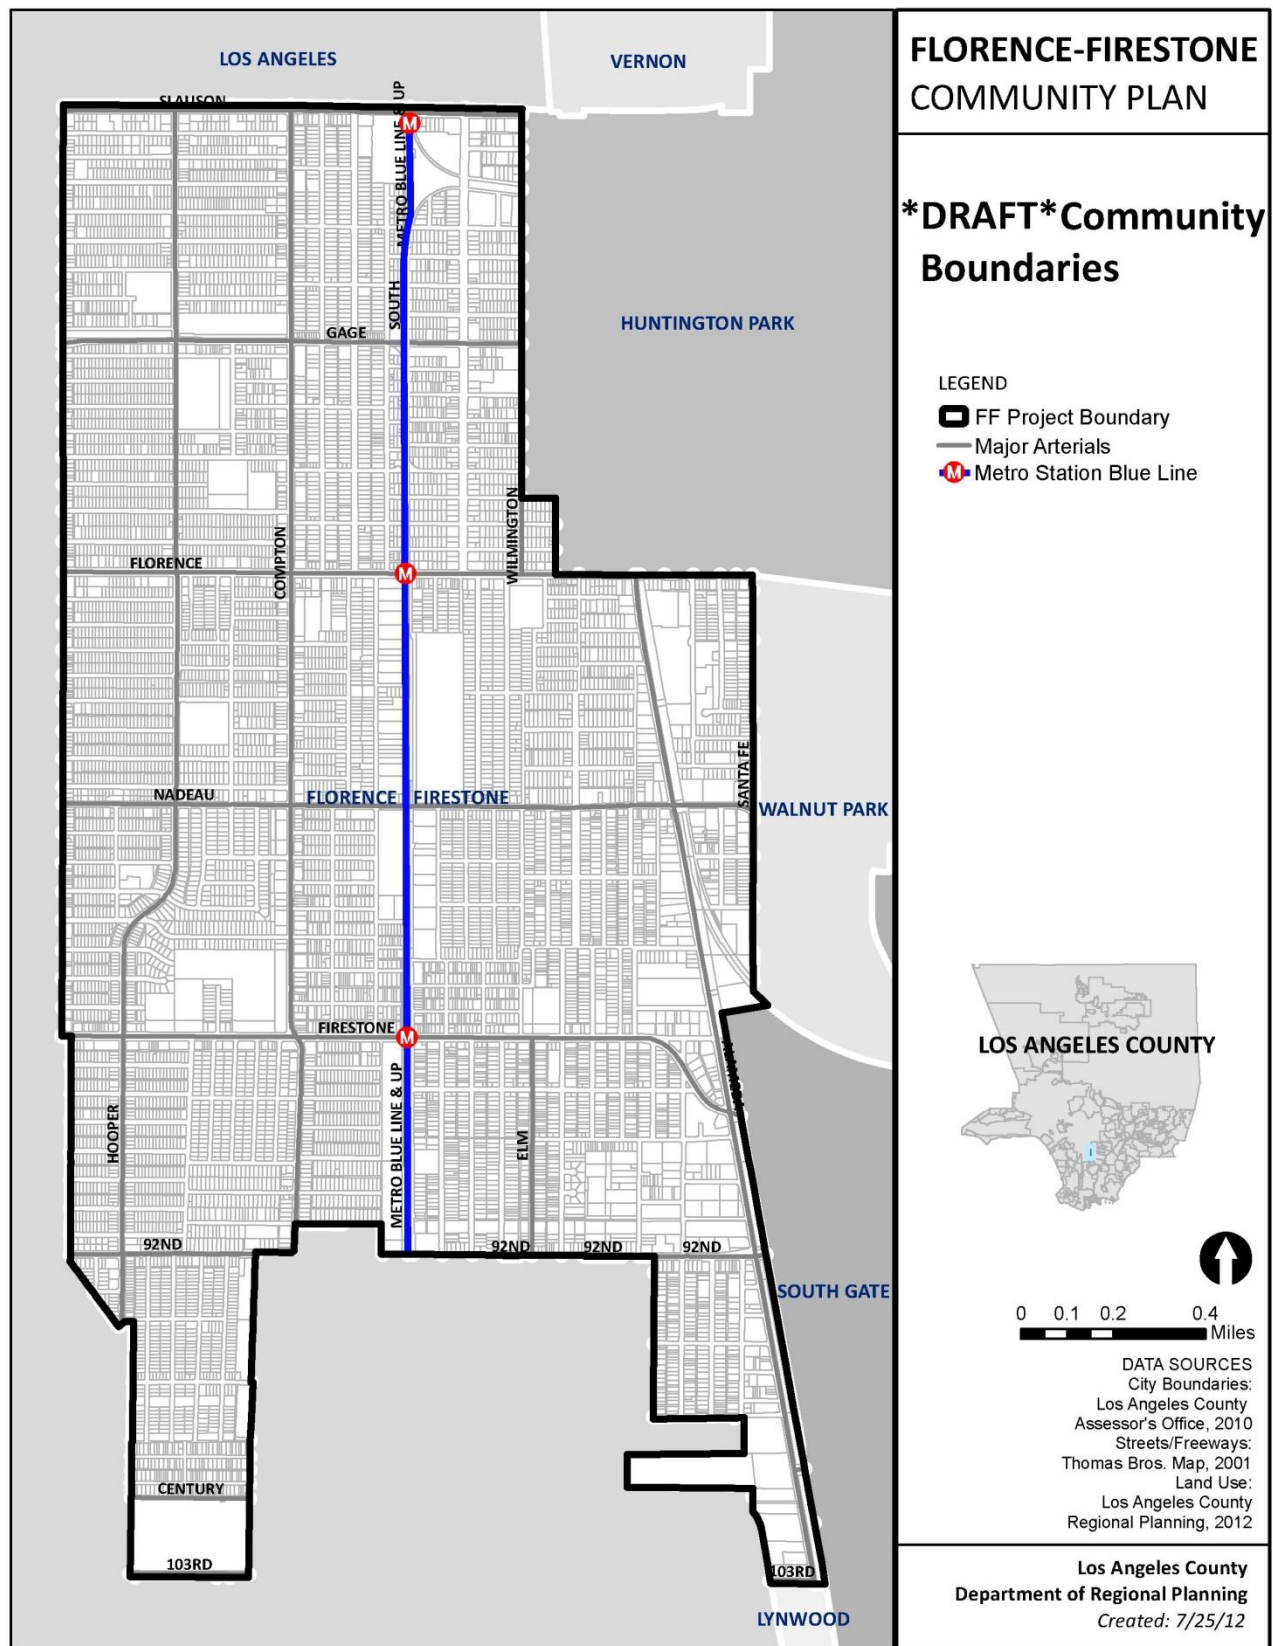 LOS ANGELES
VERNON
SLAUSON
METRO BLUE LINE & UP
SOUTH
GAGE
HUNTINGTON PARK
WILMINGTON
COMPTON
FLORENCE
SANTA FE
NADEAU
FLORENCE FIRESTONE
WALNUT PARK
FIRESTONE
METRO BLUE LINE & UP
HOOPER
ELM
92ND
92ND
92ND
92ND
SOUTH GATE
CENTURY
103RD
103RD
LYNWOOD
M
M
M
FLORENCE-FIRESTONE
COMMUNITY PLAN
*DRAFT*Community
Boundaries
LEGEND
FF Project Boundary
Major Arterials
M Metro Station Blue Line
LOS ANGELES COUNTY
0 0.1 0.2 0.4
Miles
DATA SOURCES
City Boundaries:
Los Angeles County
Assessor's Office, 2010
Streets/Freeways:
Thomas Bros. Map, 2001
Land Use:
Los Angeles County
Regional Planning, 2012
Los Angeles County
Department of Regional Planning
Created: 7/25/12